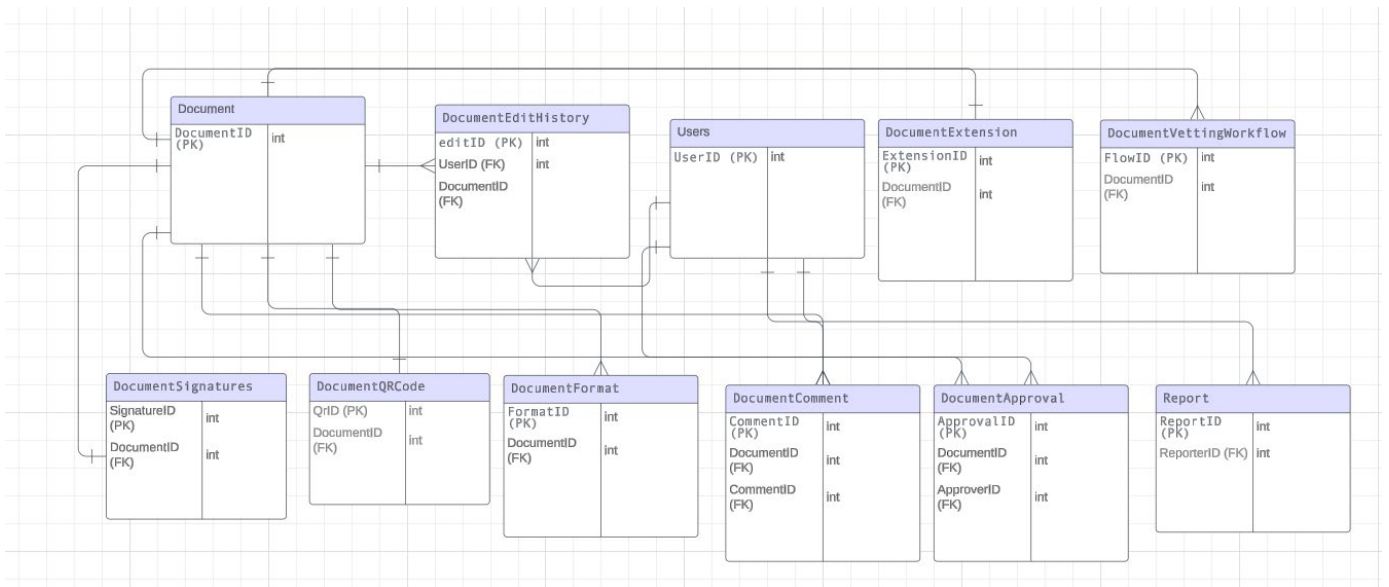 Document
DocumentID
(PK)
int
DocumentEditHistory
editID (PK)
int
UserID (FK)
int
DocumentID
(FK)
Users
UserID (PK)
int
DocumentExtension
ExtensionID
(PK)
int
DocumentID
(FK)
int
DocumentVettingWorkflow
FlowID (PK)
int
DocumentID
(FK)
int
DocumentSignatures
SignatureID
(PK)
int
DocumentID
(FK)
int
DocumentQRCode
QrID (PK)
int
DocumentID
(FK)
int
DocumentFormat
FormatID
(PK)
int
DocumentID
(FK)
int
DocumentComment
CommentID
(PK)
int
DocumentID
(FK)
int
CommentID
(FK)
int
DocumentApproval
ApprovalID
(PK)
int
DocumentID
(FK)
int
ApproverID
(FK)
int
Report
ReportID
(PK)
int
ReporterID (FK)
int